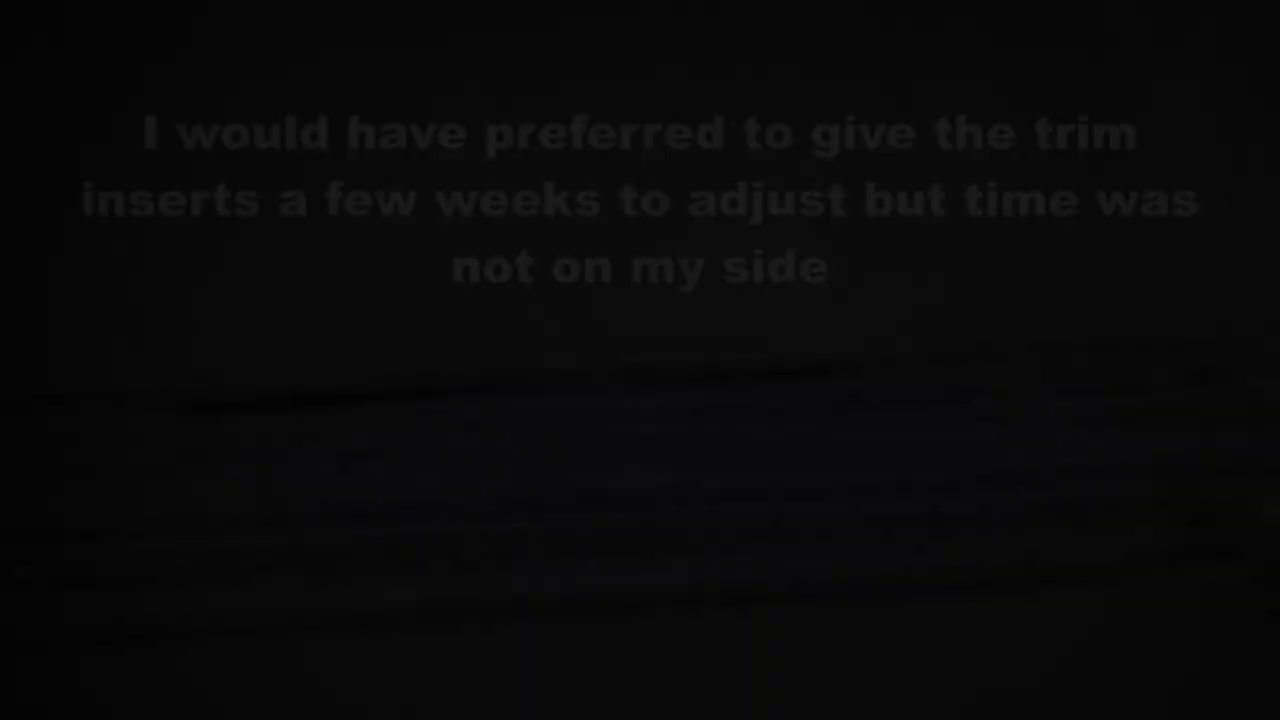 I would have preferred to give the trim
inserts a few weeks to adjust but time was
not on my side